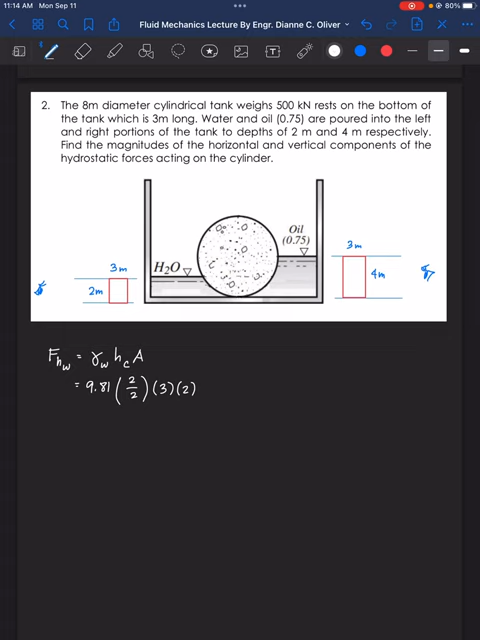 11:14 AM Mon Sep 11
80%
Fluid Mechanics Lecture By Engr. Dianne C. Oliver
2. The 8m diameter cylindrical tank weighs 500 kN rests on the bottom of
the tank which is 3m long. Water and oil (0.75) are poured into the left
and right portions of the tank to depths of 2 m and 4 m respectively.
Find the magnitudes of the horizontal and vertical components of the
hydrostatic forces acting on the cylinder.
Oil
(0.75)
H₂O
3m
2m
3m
4m
F_hw = γ_w h_c A
= 9.81 (2/2) (3)(2)